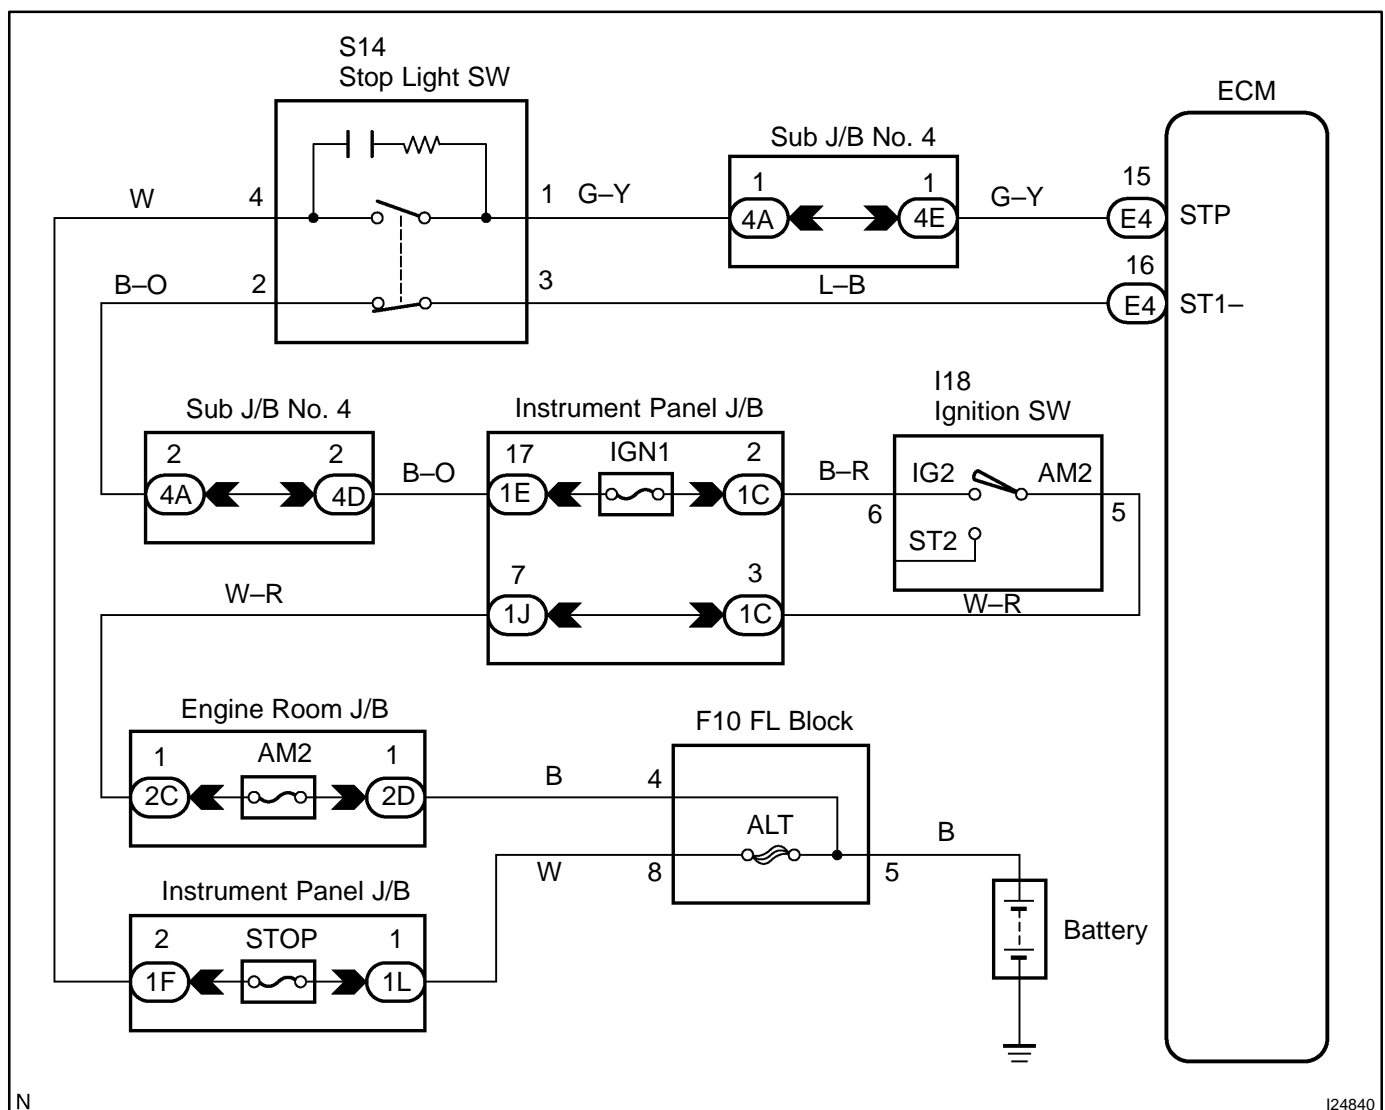 S14
Stop Light SW
ECM
Sub J/B No. 4
W
4
1
G–Y
1
4A
1
4E
G–Y
15
E4
STP
B–O
2
3
L–B
16
E4
ST1–
Sub J/B No. 4
2
4A
2
4D
B–O
Instrument Panel J/B
17
1E
IGN1
2
1C
B–R
I18
Ignition SW
IG2
AM2
6
5
ST2
W–R
7
1J
3
1C
W–R
Engine Room J/B
1
2C
AM2
1
2D
B
F10 FL Block
4
ALT
8
5
B
W
Battery
Instrument Panel J/B
2
1F
STOP
1
1L
N
I24840